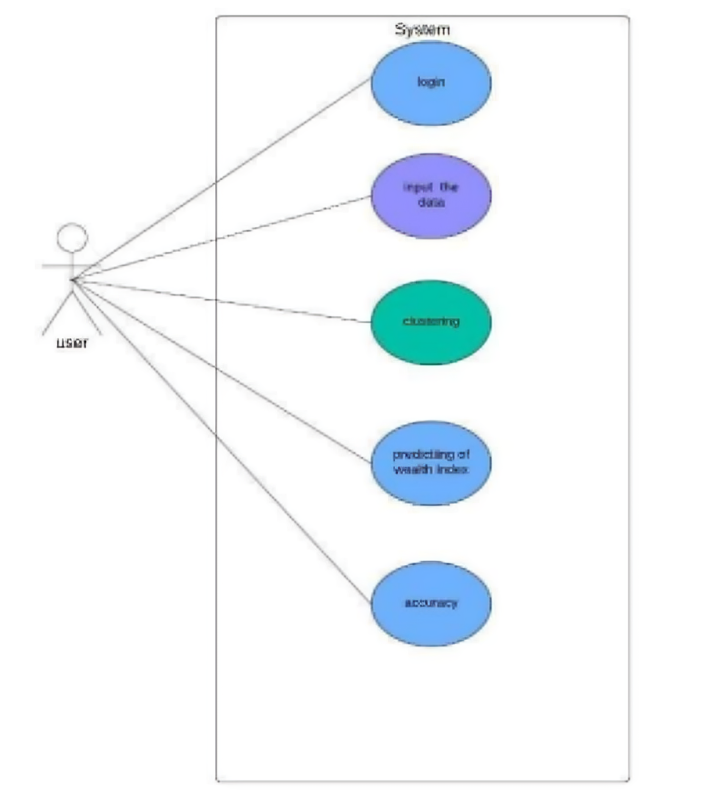 System
login
input the
data
clustering
user
predicting of
wealth index
accuracy